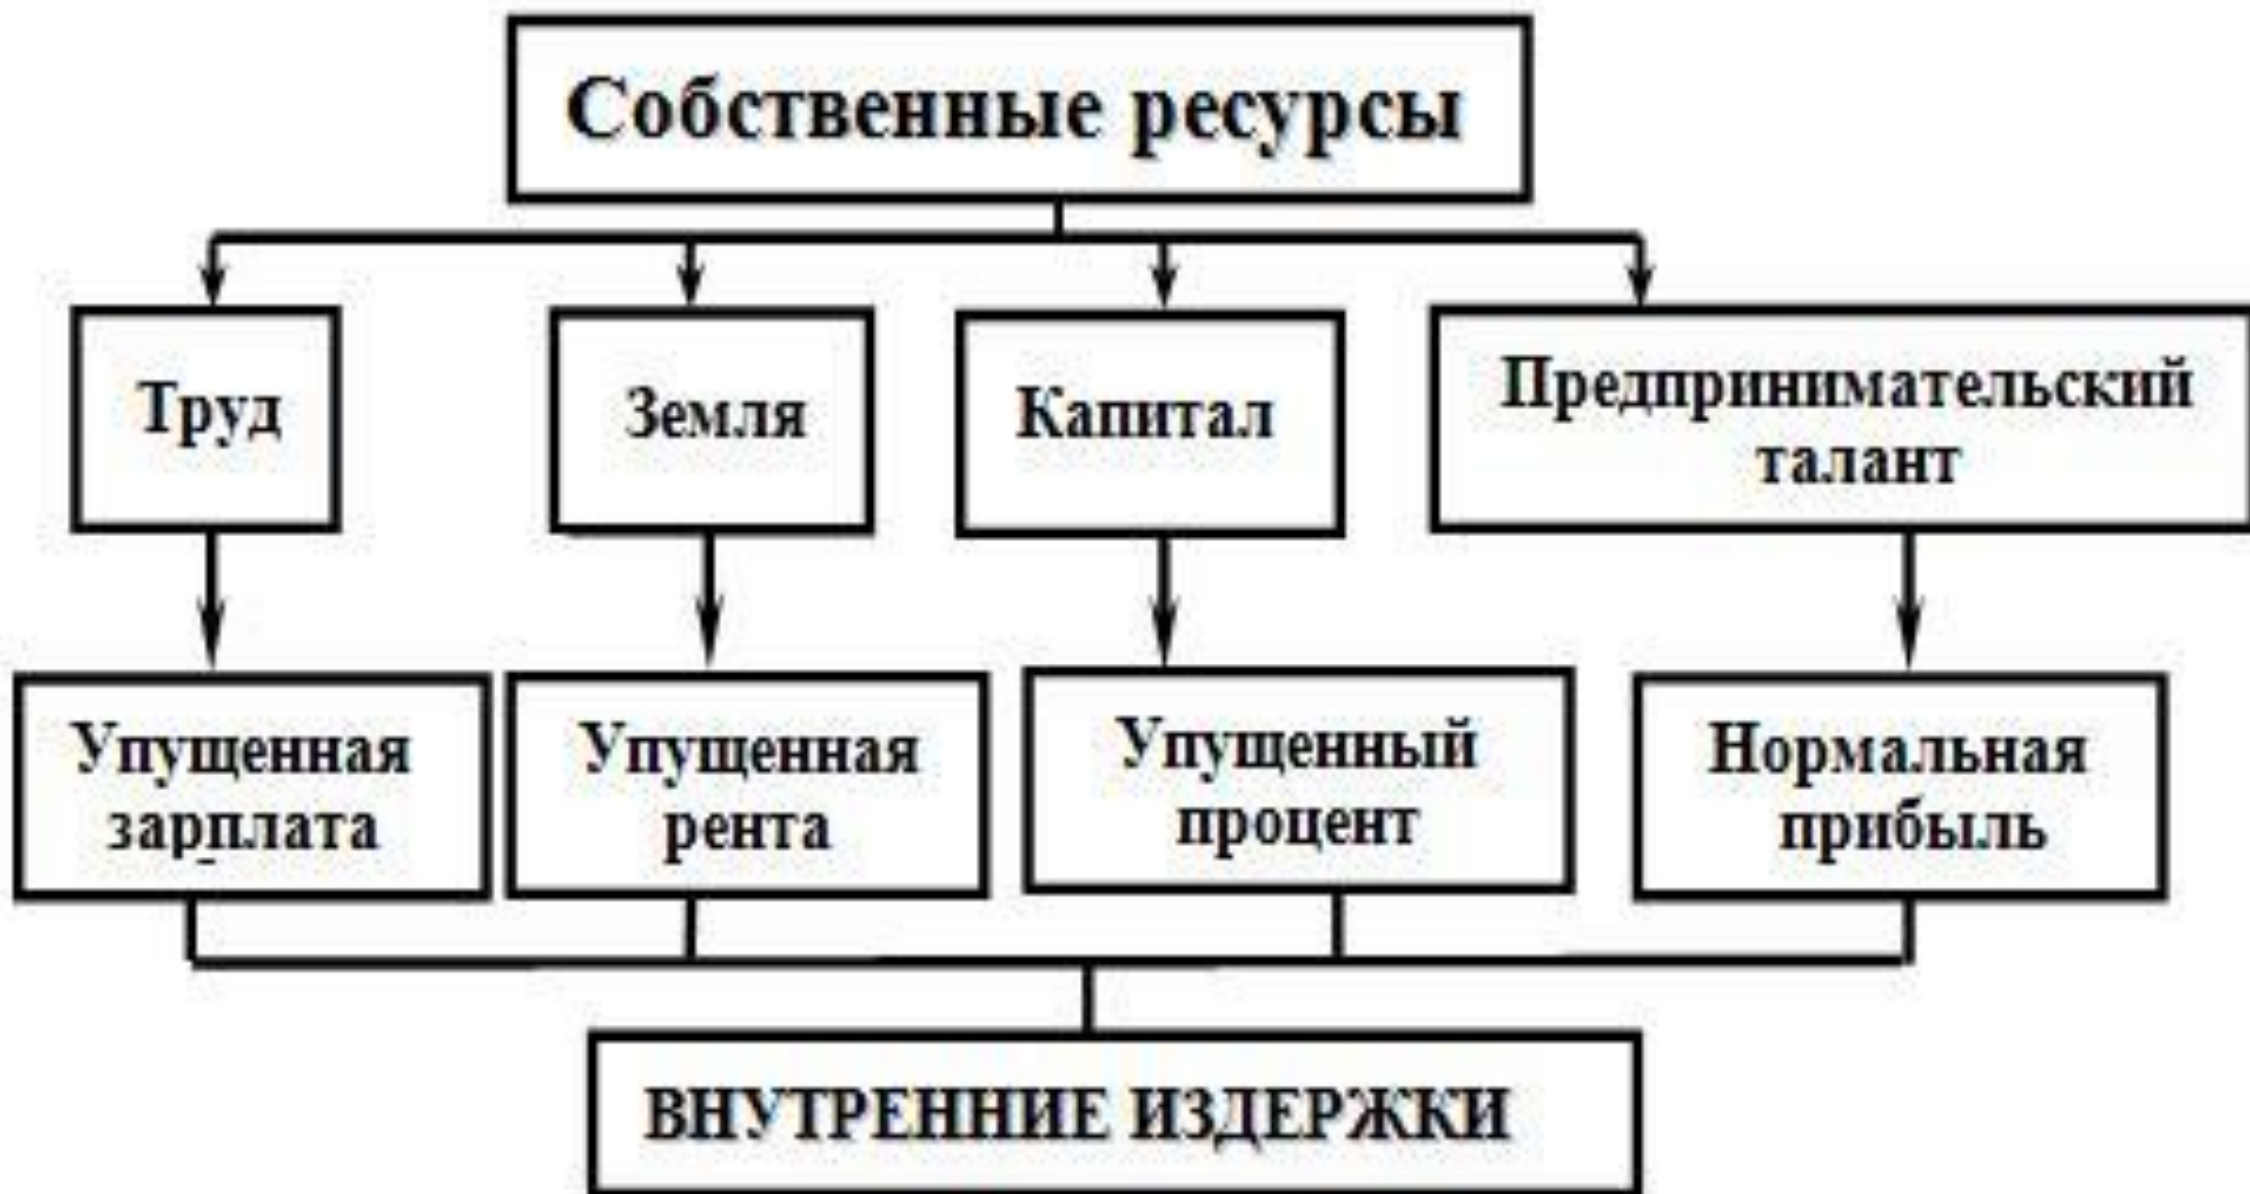 Собственные ресурсы
Труд
Земля
Капитал
Предпринимательский
талант
Упущенная
зарплата
Упущенная
рента
Упущенный
процент
Нормальная
прибыль
ВНУТРЕННИЕ ИЗДЕРЖКИ